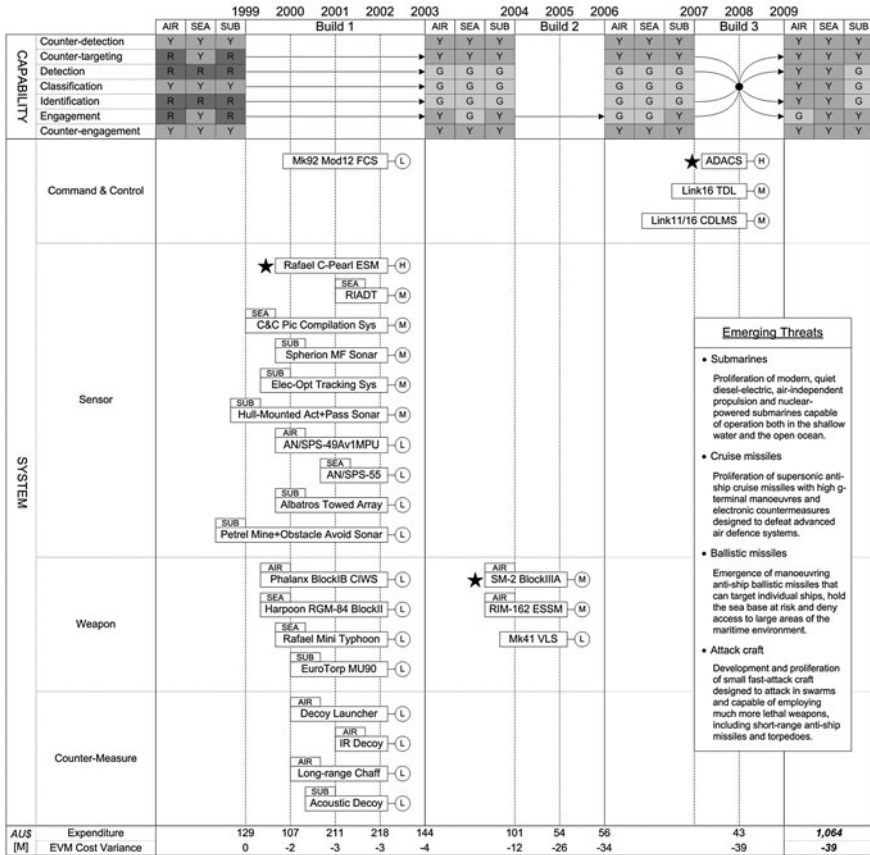 1999 2000 2001 2002 2003 2004 2005 2006 2007 2008 2009
AIR SEA SUB Build 1 AIR SEA SUB Build 2 AIR SEA SUB Build 3 AIR SEA SUB
CAPABILITY
Counter-detection Y Y Y Y Y Y Y Y Y Y Y Y
Counter-targeting R Y R Y Y Y Y Y Y Y Y Y
Detection R R R G G G G G G Y Y G
Classification Y Y Y G G G G G G Y Y G
Identification R R R G G G G G G Y Y G
Engagement R Y R Y G Y G G Y G Y Y
Counter-engagement Y Y Y Y Y Y Y Y Y Y Y Y
SYSTEM
Command & Control
Mk92 Mod12 FCS L
ADACS H
Link16 TDL M
Link11/16 CDLMS M
Sensor
Rafael C-Pearl ESM H
SEA
RIADT M
SEA
C&C Pic Compilation Sys M
SUB
Spherion MF Sonar M
SUB
Elec-Opt Tracking Sys M
SUB
Hull-Mounted Act+Pass Sonar M
AIR
AN/SPS-49Av1MPU L
SEA
AN/SPS-55 L
SUB
Albatros Towed Array L
SUB
Petrel Mine+Obstacle Avoid Sonar L
Weapon
AIR
Phalanx BlockIB CIWS L
SEA
Harpoon RGM-84 BlockII L
SEA
Rafael Mini Typhoon L
SUB
EuroTorp MU90 L
AIR
SM-2 BlockIIIA M
AIR
RIM-162 ESSM M
Mk41 VLS L
Counter-Measure
AIR
Decoy Launcher L
AIR
IR Decoy L
AIR
Long-range Chaff L
SUB
Acoustic Decoy L
Emerging Threats
• Submarines
Proliferation of modern, quiet
diesel-electric, air-independent
propulsion and nuclear-
powered submarines capable
of operation both in the shallow
water and the open ocean.
• Cruise missiles
Proliferation of supersonic anti-
ship cruise missiles with high g-
terminal manoeuvres and
electronic countermeasures
designed to defeat advanced
air defence systems.
• Ballistic missiles
Emergence of manoeuvring
anti-ship ballistic missiles that
can target individual ships, hold
the sea base at risk and deny
access to large areas of the
maritime environment.
• Attack craft
Development and proliferation
of small fast-attack craft
designed to attack in swarms
and capable of employing
much more lethal weapons,
including short-range anti-ship
missiles and torpedoes.
AU$ Expenditure 129 107 211 218 144 101 54 56 43 1,064
[M] EVM Cost Variance 0 -2 -3 -3 -4 -12 -26 -34 -39 -39